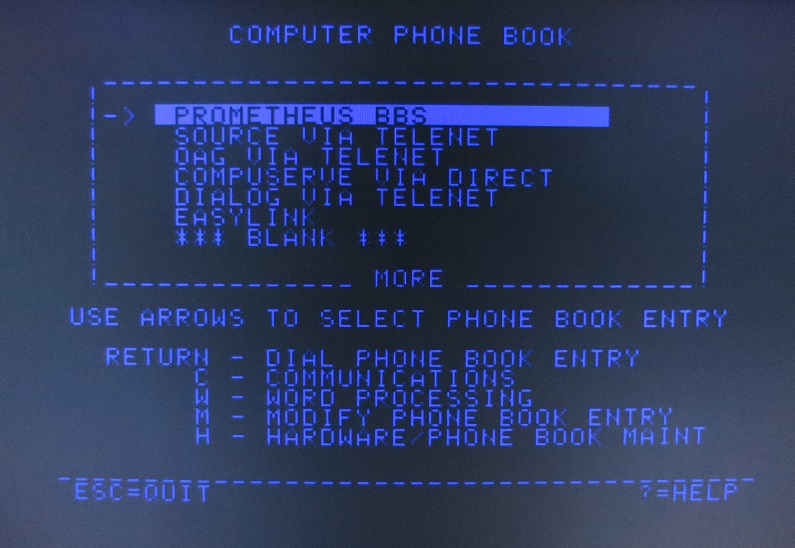 COMPUTER PHONE BOOK
-> PROMETHEUS BBS
SOURCE VIA TELENET
OAG VIA TELENET
COMPUSERVE VIA DIRECT
DIALOG VIA TELENET
EASYLINK
*** BLANK ***
MORE
USE ARROWS TO SELECT PHONE BOOK ENTRY
RETURN - DIAL PHONE BOOK ENTRY
C - COMMUNICATIONS
W - WORD PROCESSING
M - MODIFY PHONE BOOK ENTRY
H - HARDWARE/PHONE BOOK MAINT
ESC=QUIT ?=HELP